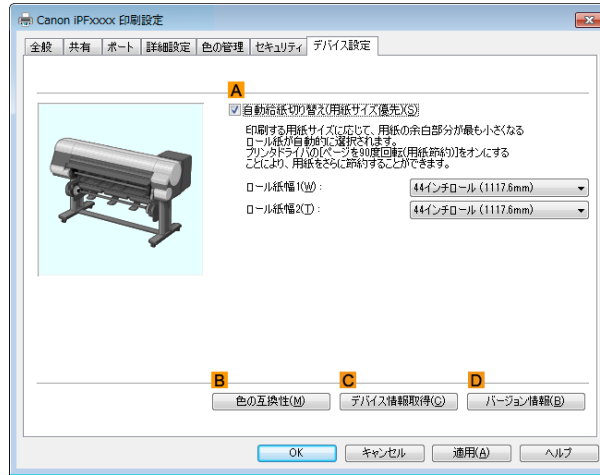 Canon iPFxxxx 印刷設定
全般 共有 ポート 詳細設定 色の管理 セキュリティ デバイス設定
A
自動給紙切り替え(用紙サイズ優先)(S)
印刷する用紙サイズに応じて、用紙の余白部分が最も小さくなる
ロール紙が自動的に選択されます。
プリンタドライバの[ページを90度回転(用紙節約)]をオンにする
ことにより、用紙をさらに節約することができます。
ロール紙幅1(W) : 44インチロール (1117.6mm)
ロール紙幅2(T) : 44インチロール (1117.6mm)
B C D
色の互換性(M) デバイス情報取得(C) バージョン情報(B)
OK キャンセル 適用(A) ヘルプ